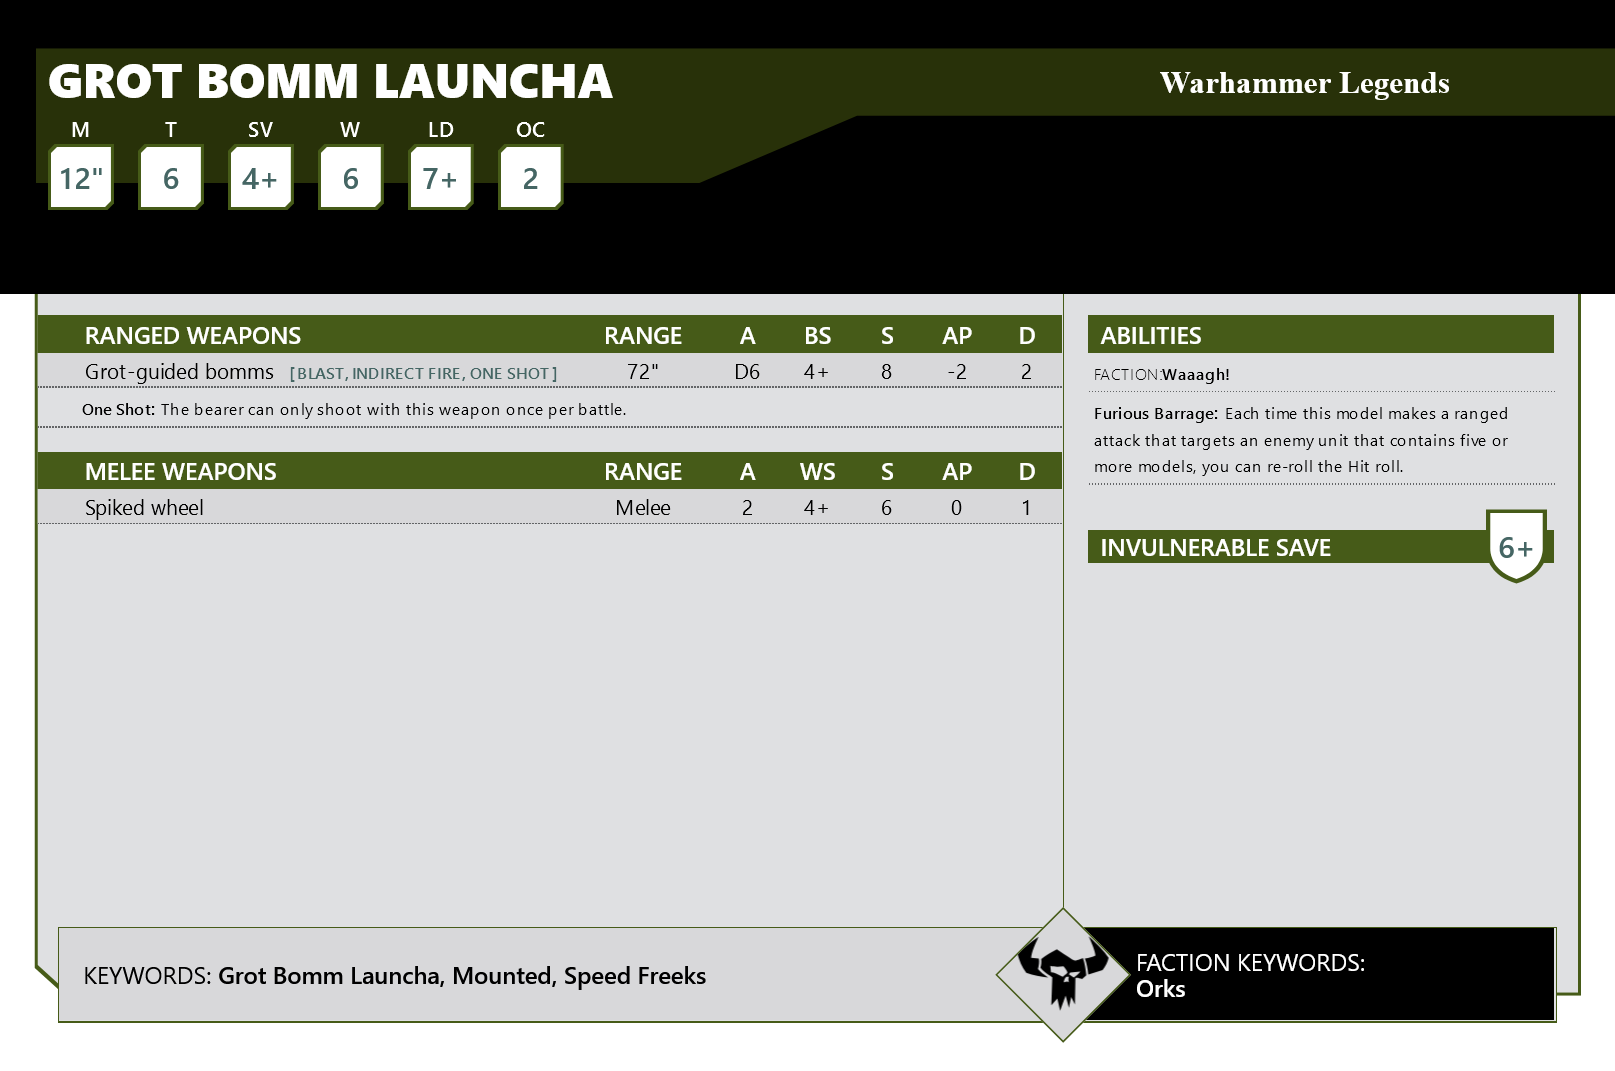 GROT BOMM LAUNCHA
Warhammer Legends
M T SV W LD OC
12" 6 4+ 6 7+ 2
RANGED WEAPONS RANGE A BS S AP D
Grot-guided bomms [BLAST, INDIRECT FIRE, ONE SHOT] 72" D6 4+ 8 -2 2
One Shot: The bearer can only shoot with this weapon once per battle.
MELEE WEAPONS RANGE A WS S AP D
Spiked wheel Melee 2 4+ 6 0 1
ABILITIES
FACTION:Waaagh!
Furious Barrage: Each time this model makes a ranged
attack that targets an enemy unit that contains five or
more models, you can re-roll the Hit roll.
INVULNERABLE SAVE 6+
KEYWORDS: Grot Bomm Launcha, Mounted, Speed Freeks
FACTION KEYWORDS:
Orks